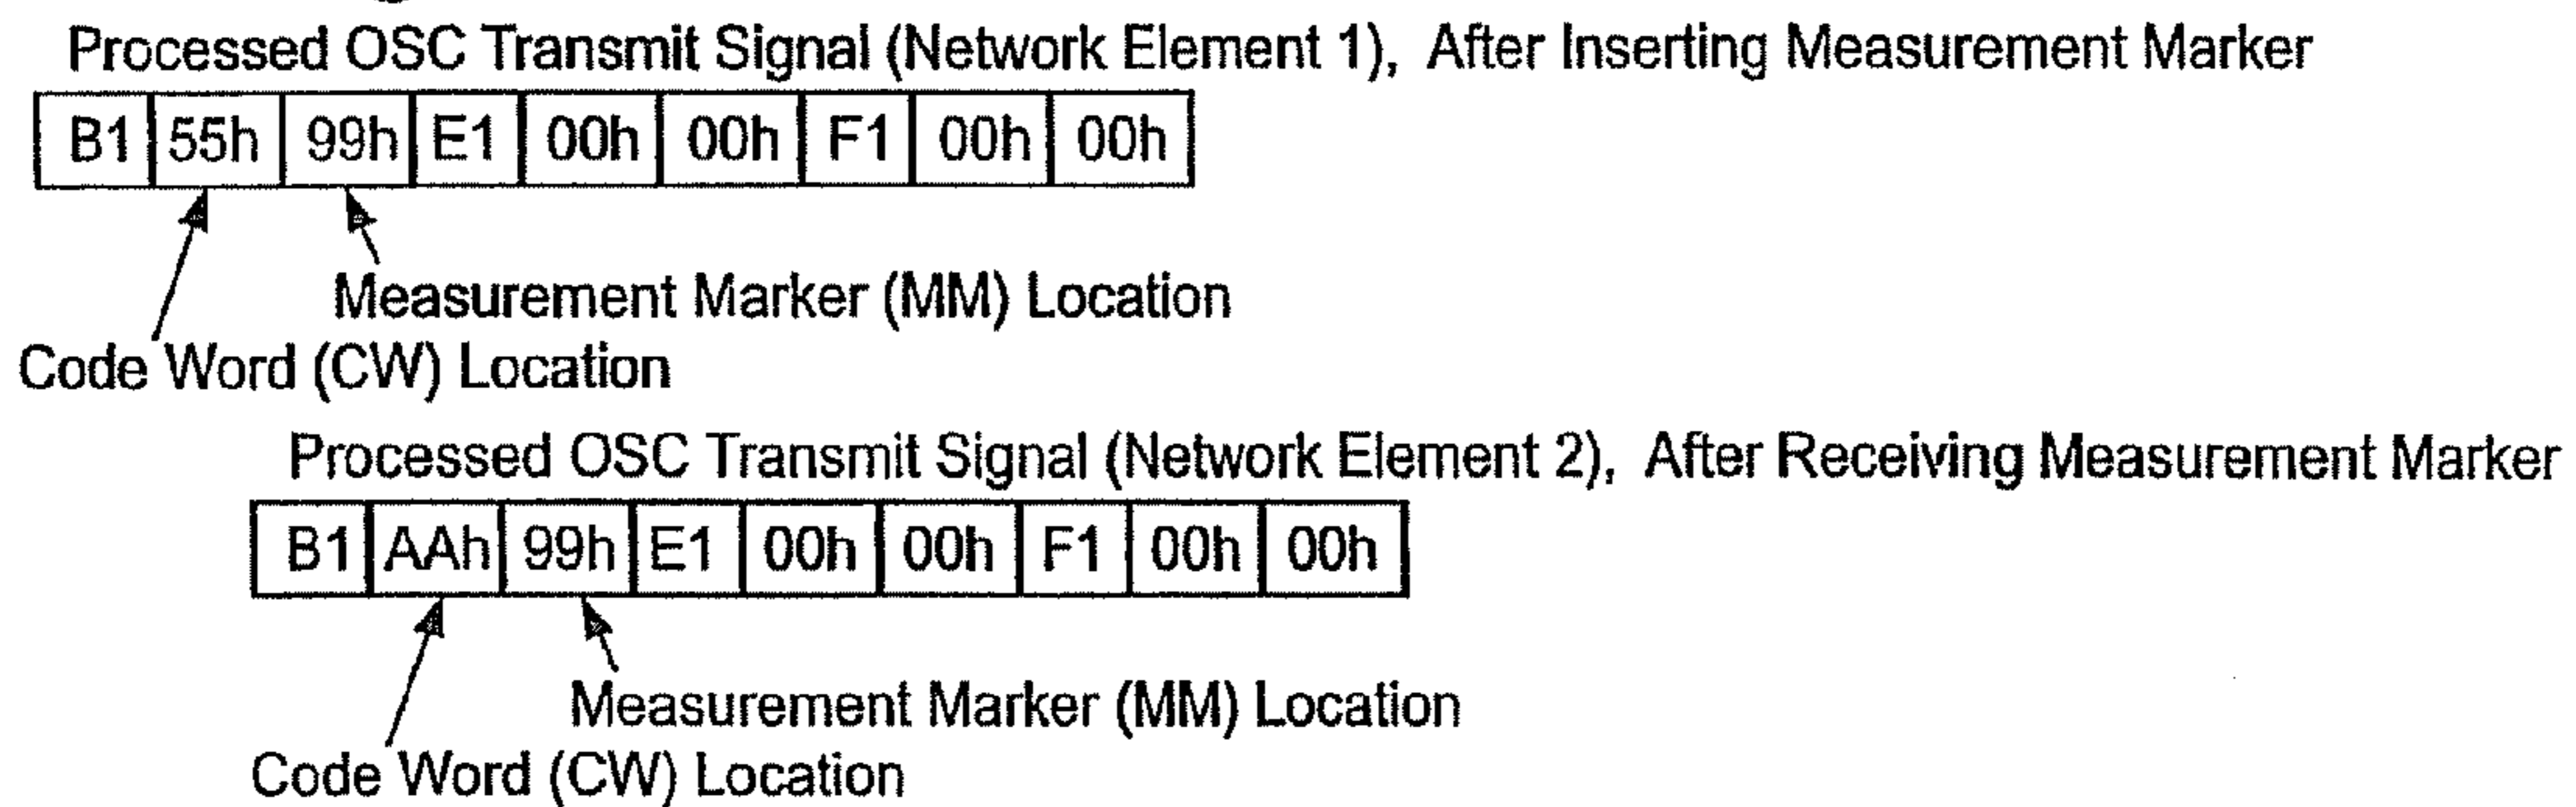 Processed OSC Transmit Signal (Network Element 1), After Inserting Measurement Marker
B1 55h 99h E1 00h 00h F1 00h 00h
Measurement Marker (MM) Location
Code Word (CW) Location
Processed OSC Transmit Signal (Network Element 2), After Receiving Measurement Marker
B1 AAh 99h E1 00h 00h F1 00h 00h
Measurement Marker (MM) Location
Code Word (CW) Location